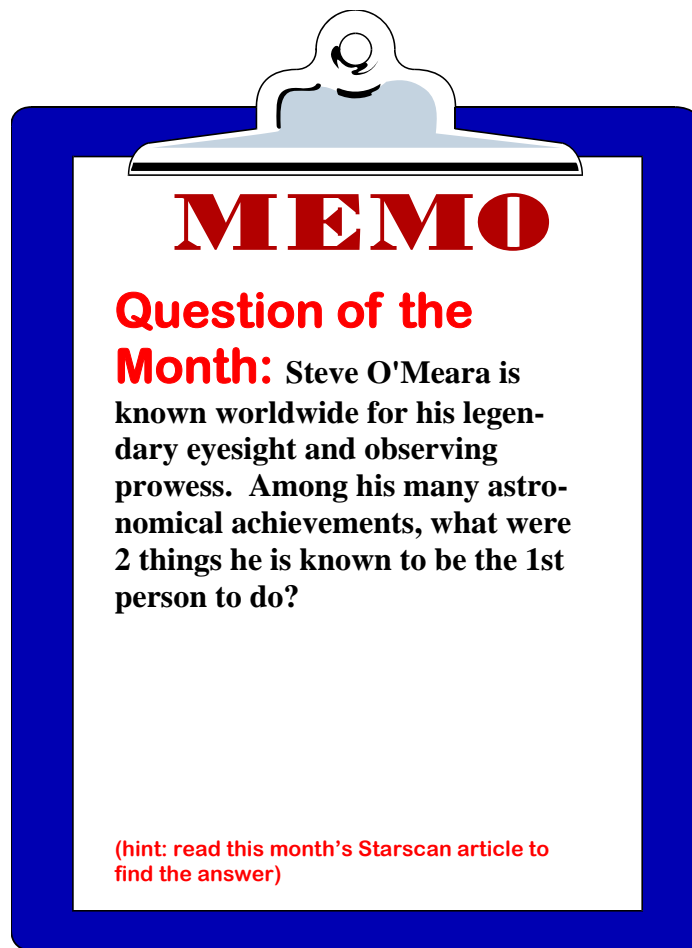 MEMO
Question of the
Month: Steve O'Meara is
known worldwide for his legen-
dary eyesight and observing
prowess.  Among his many astro-
nomical achievements, what were
2 things he is known to be the 1st
person to do?
(hint: read this month’s Starscan article to
find the answer)